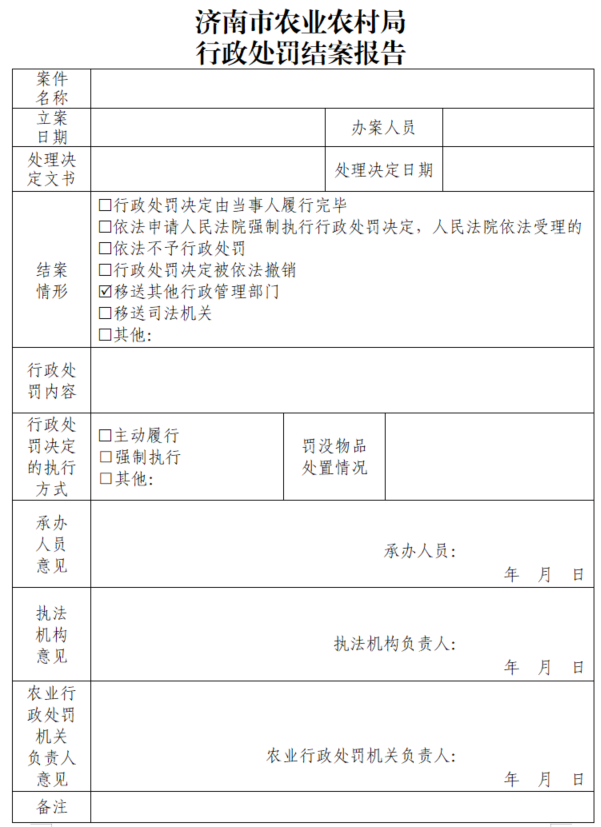 济南市农业农村局
行政处罚结案报告
案件
名称
立案
日期
办案人员
处理决
定文书
处理决定日期
结案
情形
☐行政处罚决定由当事人履行完毕
☐依法申请人民法院强制执行行政处罚决定，人民法院依法受理的
☐依法不予行政处罚
☐行政处罚决定被依法撤销
☑移送其他行政管理部门
☐移送司法机关
☐其他：
行政处
罚内容
行政处
罚决定
的执行
方式
☐主动履行
☐强制执行
☐其他：
罚没物品
处置情况
承办
人员
意见
承办人员：
年 月 日
执法
机构
意见
执法机构负责人：
年 月 日
农业行
政处罚
机关
负责人
意见
农业行政处罚机关负责人：
年 月 日
备注